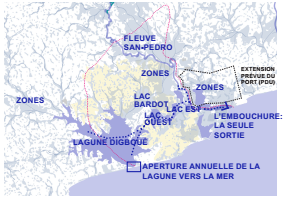 FLEUVE
SAN-PEDRO
EXTENSION
PRÉVUE DU
PORT (PDU)
ZONES
ZONES
ZONES
LAC
BARDOT
LAC EST
LAC
OUEST
L'EMBOUCHURE:
LA SEULE
SORTIE
LAGUNE DIGBOUE
APERTURE ANNUELLE DE LA
LAGUNE VERS LA MER